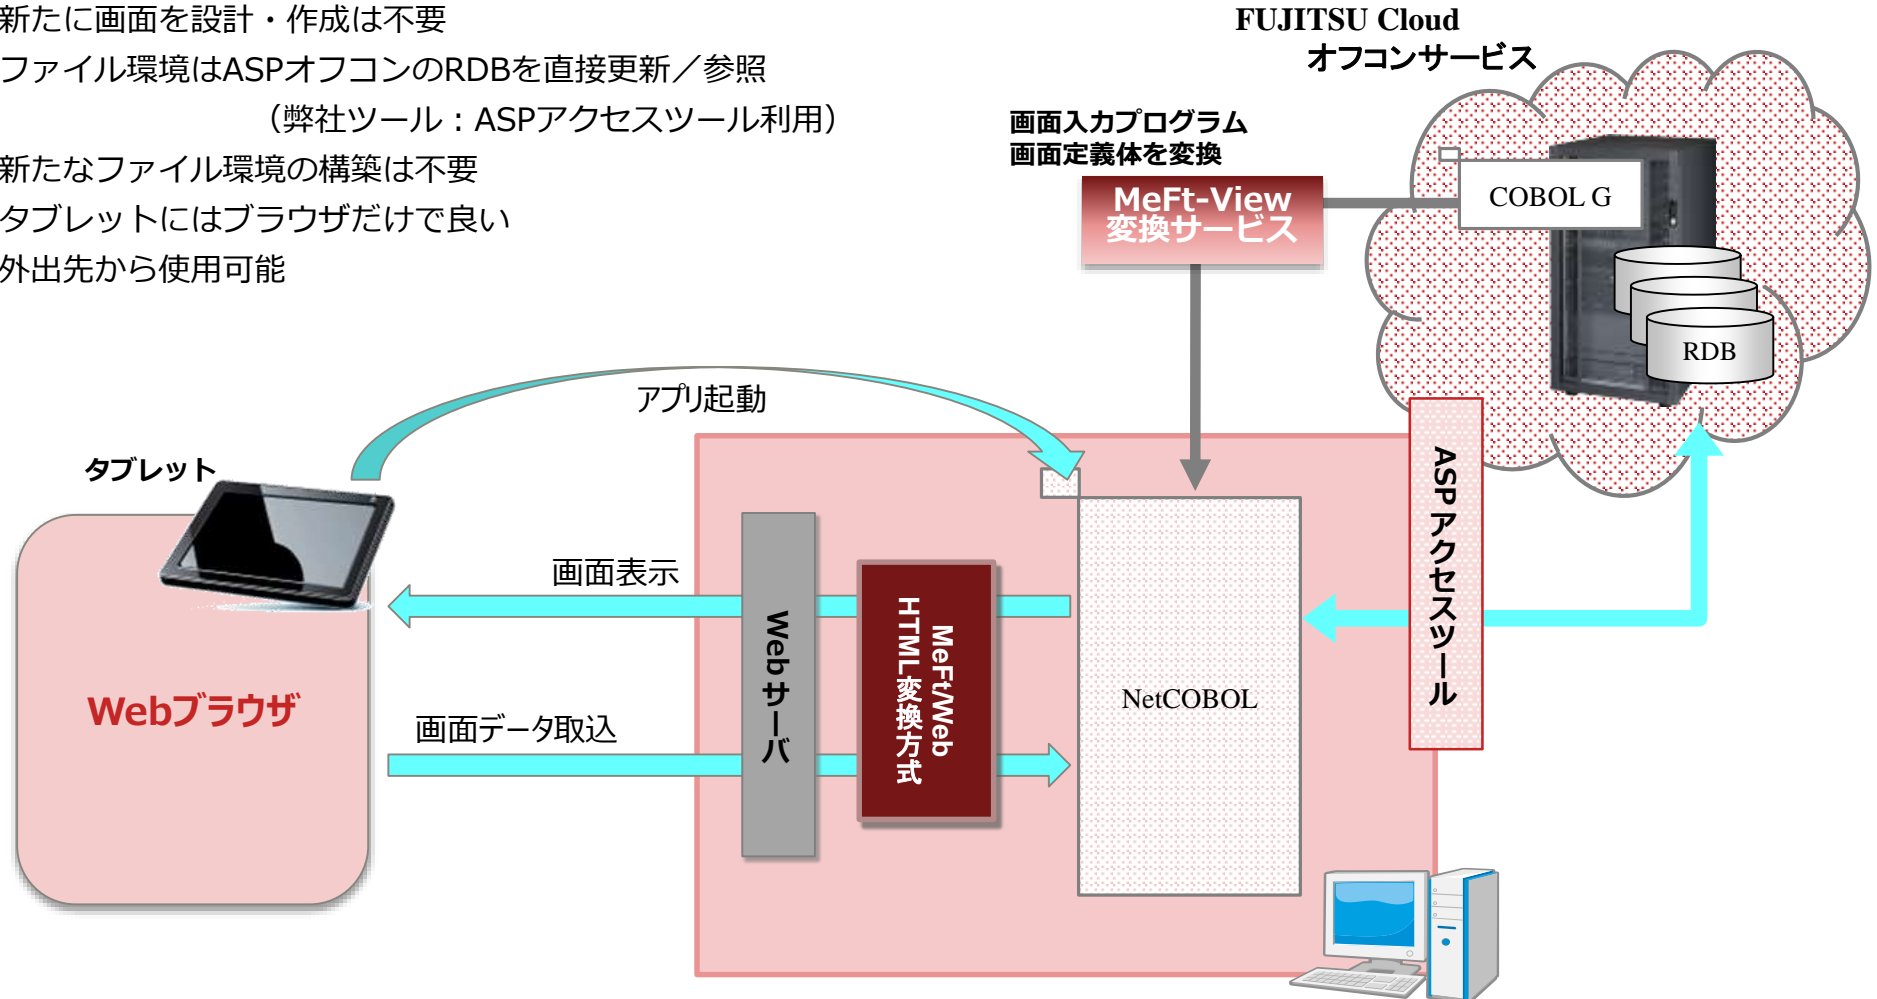 新たに画面を設計・作成は不要
ファイル環境はASPオフコンのRDBを直接更新／参照
（弊社ツール：ASPアクセスツール利用）
新たなファイル環境の構築は不要
タブレットにはブラウザだけで良い
外出先から使用可能
FUJITSU Cloud
オフコンサービス
画面入力プログラム
画面定義体を変換
MeFt-View
変換サービス
COBOL G
RDB
アプリ起動
タブレット
ASPアクセスツール
画面表示
Webサーバ
MeFt/Web
HTML変換方式
NetCOBOL
Webブラウザ
画面データ取込